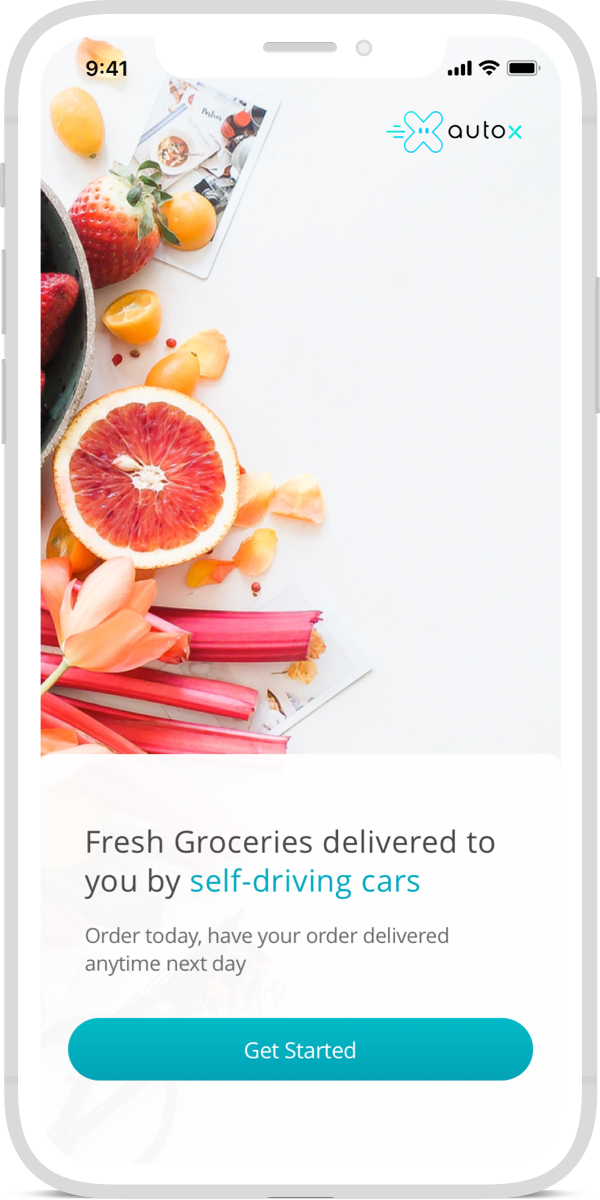 9:41
autox
Fresh Groceries delivered to
you by self-driving cars
Order today, have your order delivered
anytime next day
Get Started